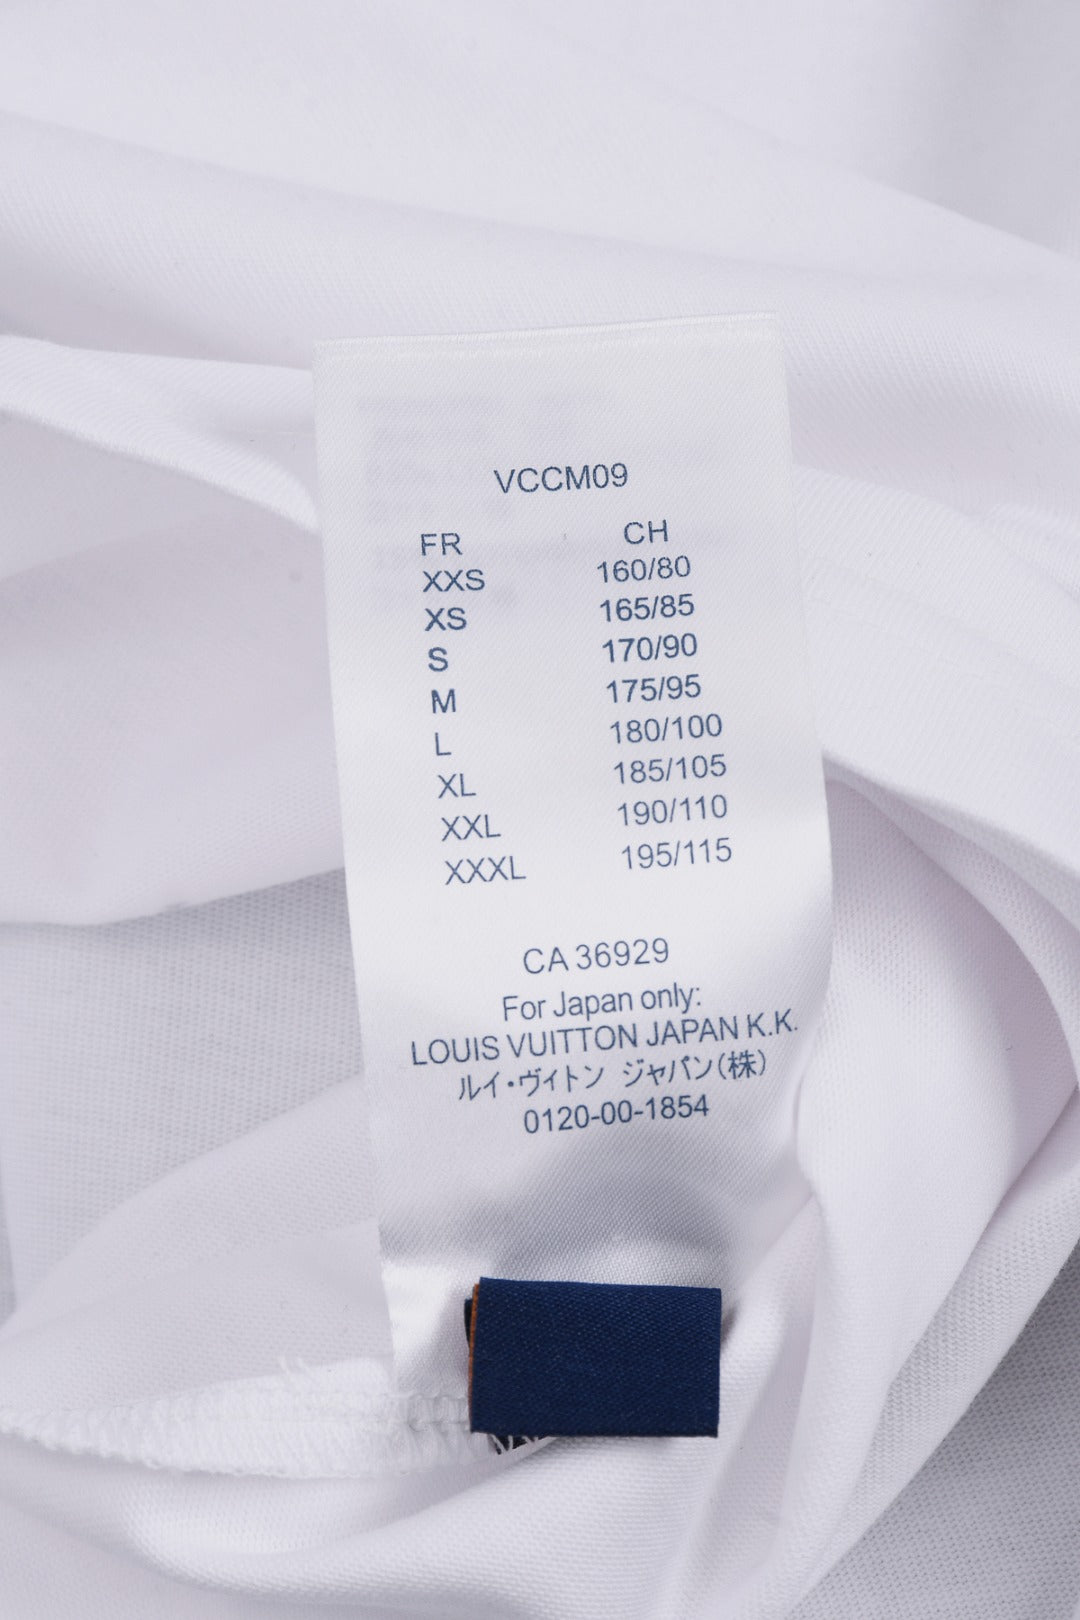 VCCM09
FR CH
XXS 160/80
XS 165/85
S 170/90
M 175/95
L 180/100
XL 185/105
XXL 190/110
XXXL 195/115
CA 36929
For Japan only:
LOUIS VUITTON JAPAN K.K.
ルイ・ヴィトン ジャパン(株)
0120-00-1854